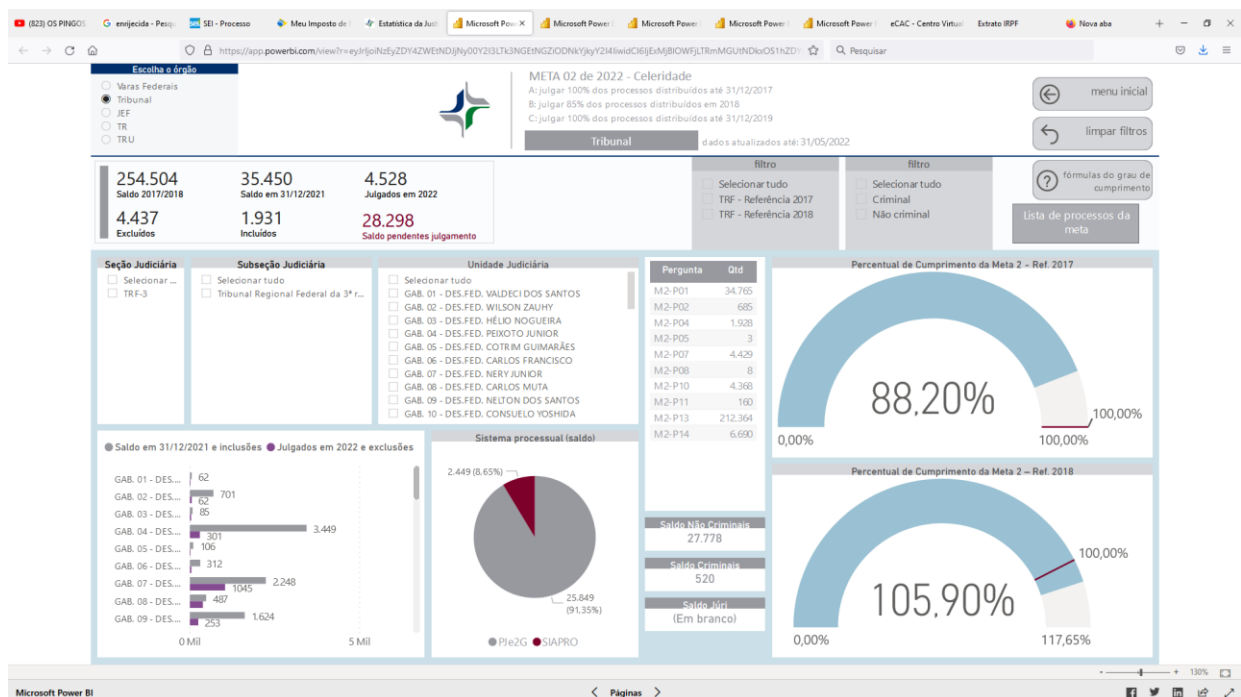 (823) OS PINGOS
enrijecida - Pesqu
SEI - Processo
Meu Imposto de
Estatística da Just
Microsoft Pow
Microsoft Power
Microsoft Power
Microsoft Power
Microsoft Power
eCAC - Centro Virtual
Extrato IRPF
Nova aba
Pesquisar
Escolha o órgão
Varas Federais
Tribunal
JEF
TR
TRU
META 02 de 2022 - Celeridade
A: julgar 100% dos processos distribuídos até 31/12/2017
B: julgar 85% dos processos distribuídos em 2018
C: julgar 100% dos processos distribuídos até 31/12/2019
Tribunal
dados atualizados até: 31/05/2022
menu inicial
limpar filtros
254.504
Saldo 2017/2018
35.450
Saldo em 31/12/2021
4.528
Julgados em 2022
4.437
Excluídos
1.931
Incluídos
28.298
Saldo pendentes julgamento
filtro
Selecionar tudo
TRF - Referência 2017
TRF - Referência 2018
filtro
Selecionar tudo
Criminal
Não criminal
fórmulas do grau de
cumprimento
Lista de processos da
meta
Seção Judiciária
Selecionar ...
TRF-3
Subseção Judiciária
Selecionar tudo
Tribunal Regional Federal da 3ª r...
Unidade Judiciária
Selecionar tudo
GAB. 01 - DES.FED. VALDECI DOS SANTOS
GAB. 02 - DES.FED. WILSON ZAUHY
GAB. 03 - DES.FED. HÉLIO NOGUEIRA
GAB. 04 - DES.FED. PEIXOTO JUNIOR
GAB. 05 - DES.FED. COTRIM GUIMARÃES
GAB. 06 - DES.FED. CARLOS FRANCISCO
GAB. 07 - DES.FED. NERY JUNIOR
GAB. 08 - DES.FED. CARLOS MUTA
GAB. 09 - DES.FED. NELTON DOS SANTOS
GAB. 10 - DES.FED. CONSUELO YOSHIDA
Pergunta Qtd
M2-P01 34.765
M2-P02 685
M2-P04 1.928
M2-P05 3
M2-P07 4.429
M2-P08 8
M2-P10 4.368
M2-P11 160
M2-P13 212.364
M2-P14 6.690
Percentual de Cumprimento da Meta 2 - Ref. 2017
88,20%
100,00%
0,00%
100,00%
Saldo em 31/12/2021 e inclusões
Julgados em 2022 e exclusões
GAB. 01 - DES.... 62
GAB. 02 - DES.... 701
62
GAB. 03 - DES.... 85
GAB. 04 - DES.... 3.449
301
GAB. 05 - DES.... 106
GAB. 06 - DES.... 312
GAB. 07 - DES.... 2.248
1045
GAB. 08 - DES.... 487
GAB. 09 - DES.... 1.624
253
0 Mil 5 Mil
Sistema processual (saldo)
2.449 (8,65%)
25.849
(91,35%)
PJe2G SIAPRO
Saldo Não Criminais
27.778
Saldo Criminais
520
Saldo Júri
(Em branco)
Percentual de Cumprimento da Meta 2 – Ref. 2018
100,00%
105,90%
0,00%
117,65%
- + 130%
Microsoft Power BI
Páginas